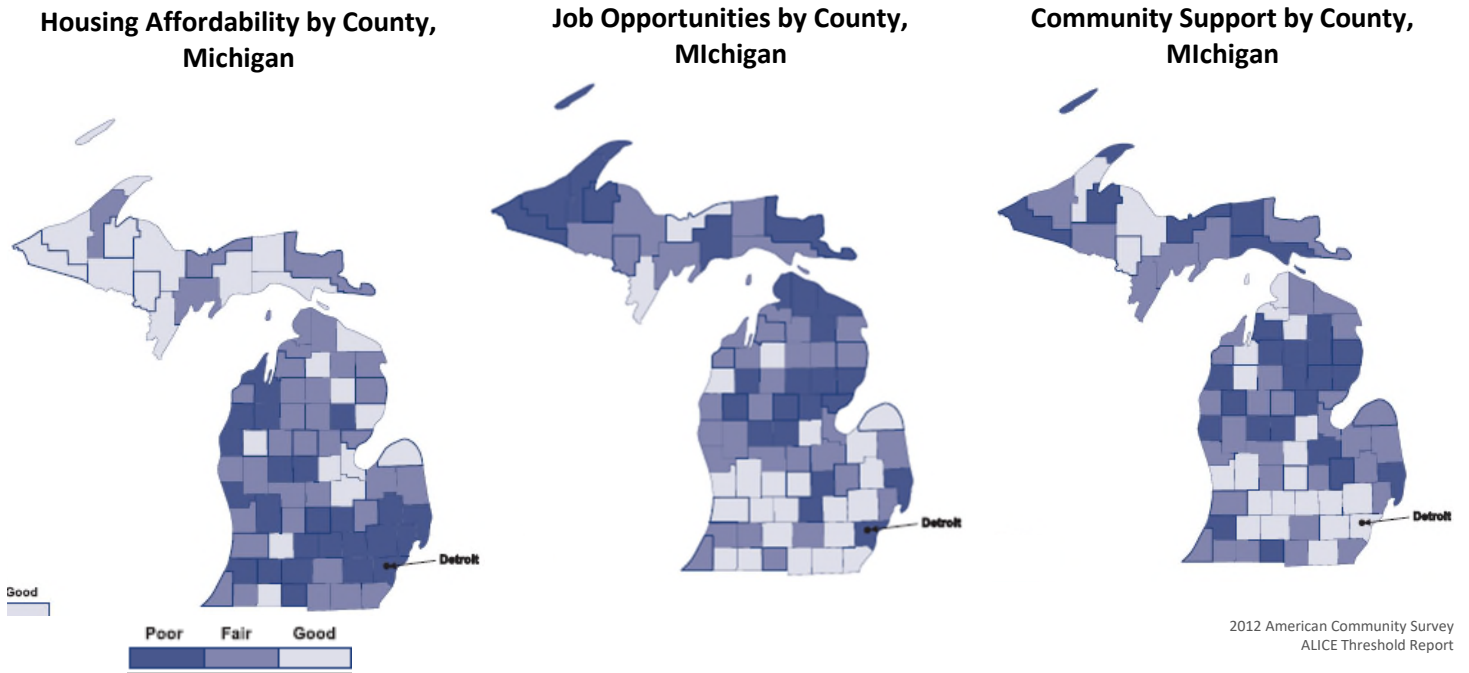 Housing Affordability by County,
Michigan
Job Opportunities by County,
MIchigan
Community Support by County,
MIchigan
Detroit
Detroit
Detroit
Good
Poor Fair Good
2012 American Community Survey
ALICE Threshold Report